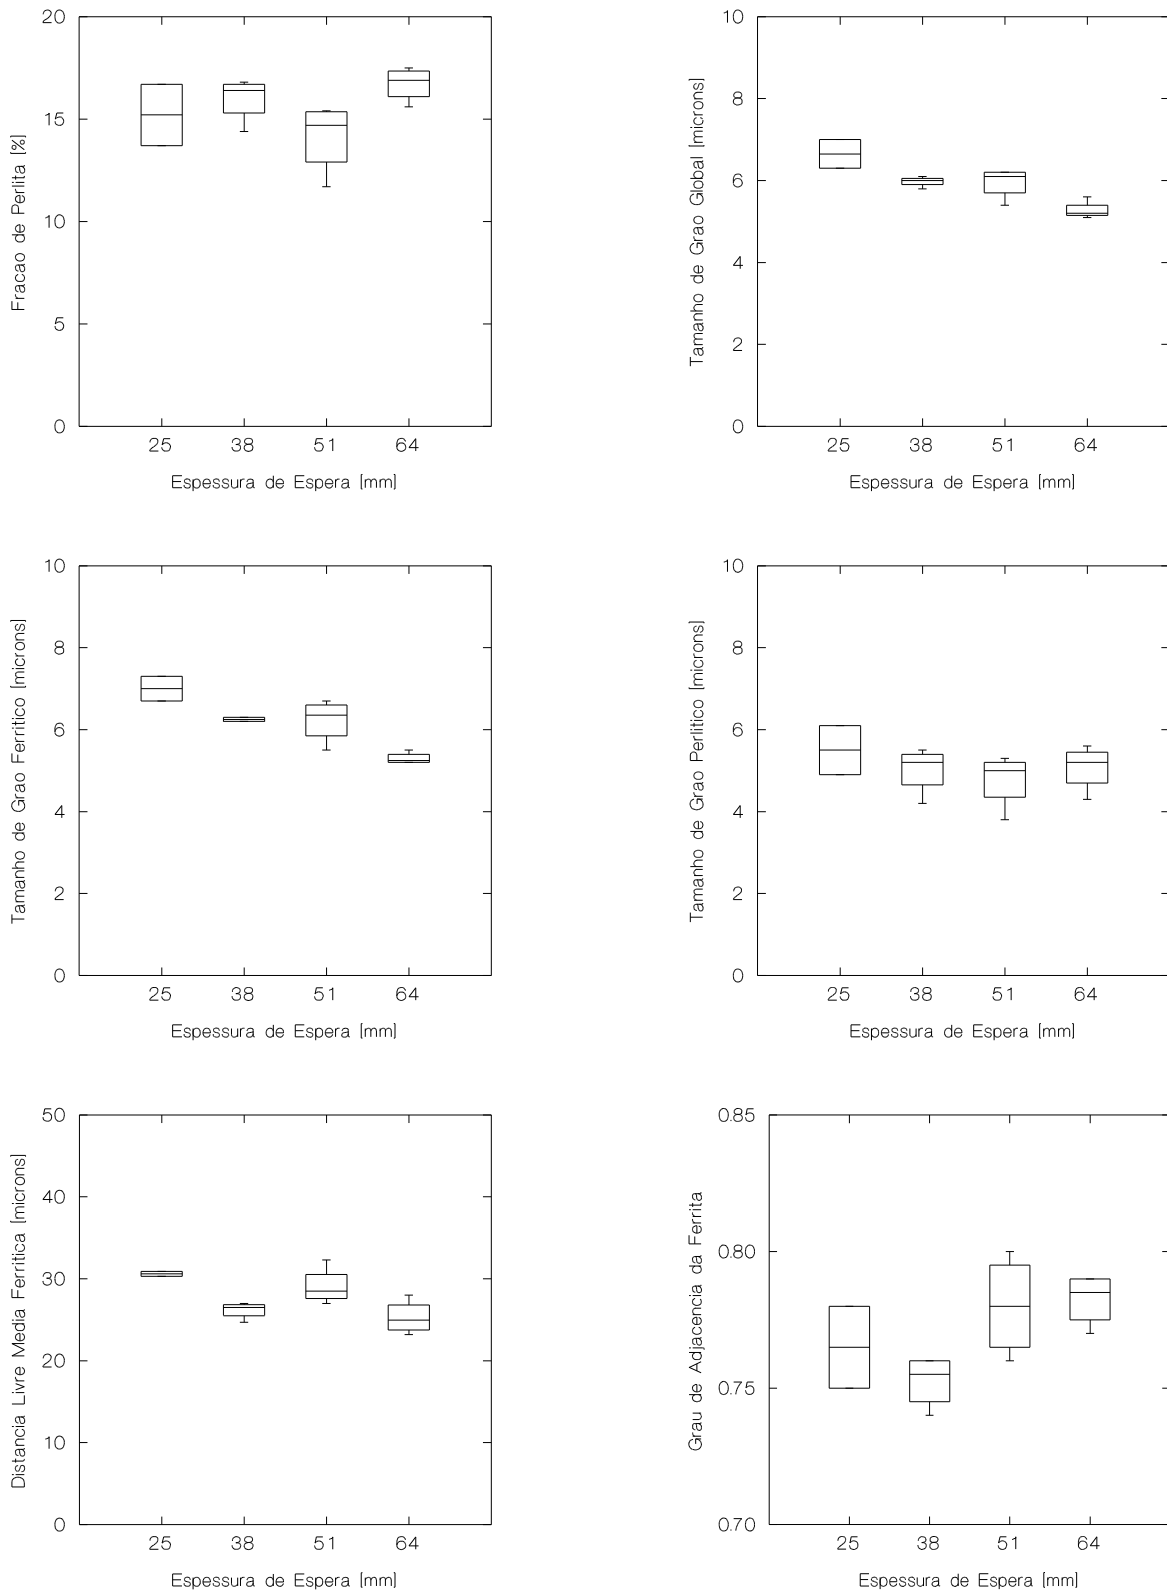 20
15
10
5
0
Fracao de Perlita [%]
25 38 51 64
Espessura de Espera [mm]
10
8
6
4
2
0
Tamanho de Grao Global [microns]
25 38 51 64
Espessura de Espera [mm]
10
8
6
4
2
0
Tamanho de Grao Ferritico [microns]
25 38 51 64
Espessura de Espera [mm]
10
8
6
4
2
0
Tamanho de Grao Perlitico [microns]
25 38 51 64
Espessura de Espera [mm]
50
40
30
20
10
0
Distancia Livre Media Ferritica [microns]
25 38 51 64
Espessura de Espera [mm]
0.85
0.80
0.75
0.70
Grau de Adjacencia da Ferrita
25 38 51 64
Espessura de Espera [mm]